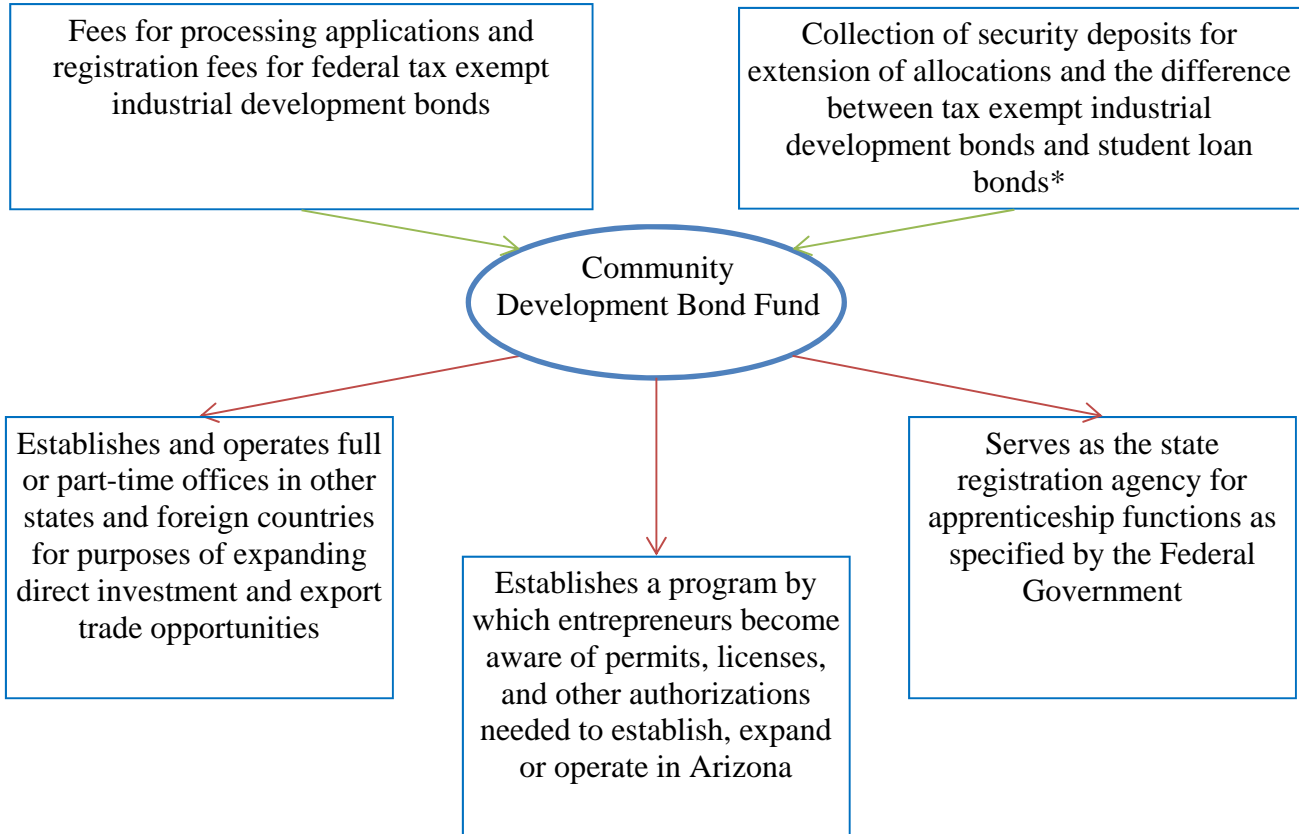 Fees for processing applications and
registration fees for federal tax exempt
industrial development bonds
Collection of security deposits for
extension of allocations and the difference
between tax exempt industrial
development bonds and student loan
bonds*
Community
Development Bond Fund
Establishes and operates full
or part-time offices in other
states and foreign countries
for purposes of expanding
direct investment and export
trade opportunities
Establishes a program by
which entrepreneurs become
aware of permits, licenses,
and other authorizations
needed to establish, expand
or operate in Arizona
Serves as the state
registration agency for
apprenticeship functions as
specified by the Federal
Government